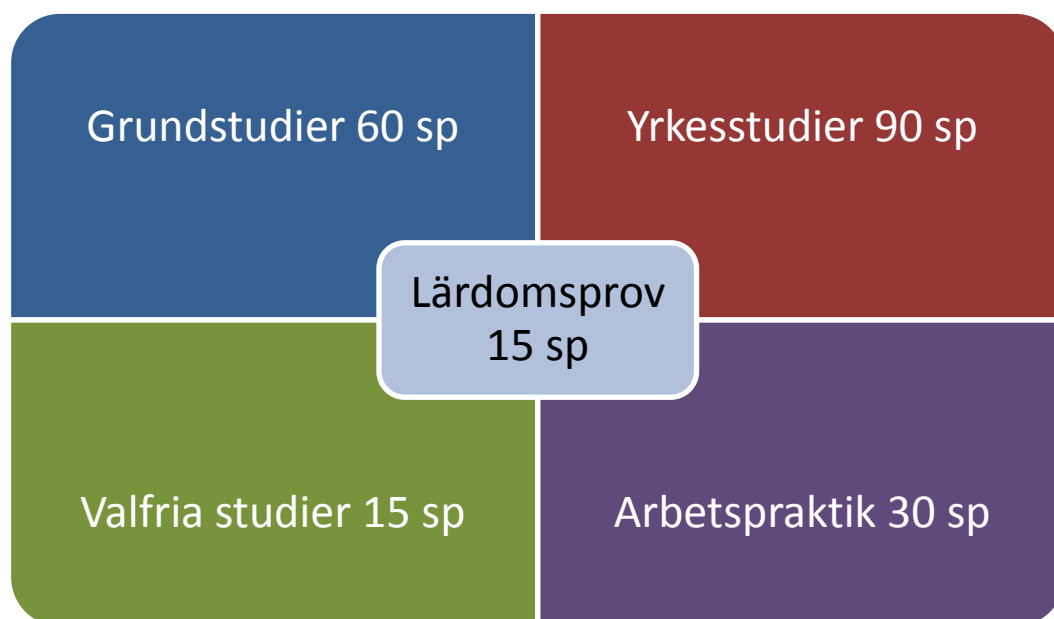 Grundstudier 60 sp
Yrkesstudier 90 sp
Lärdomsprov
15 sp
Valfria studier 15 sp
Arbetspraktik 30 sp